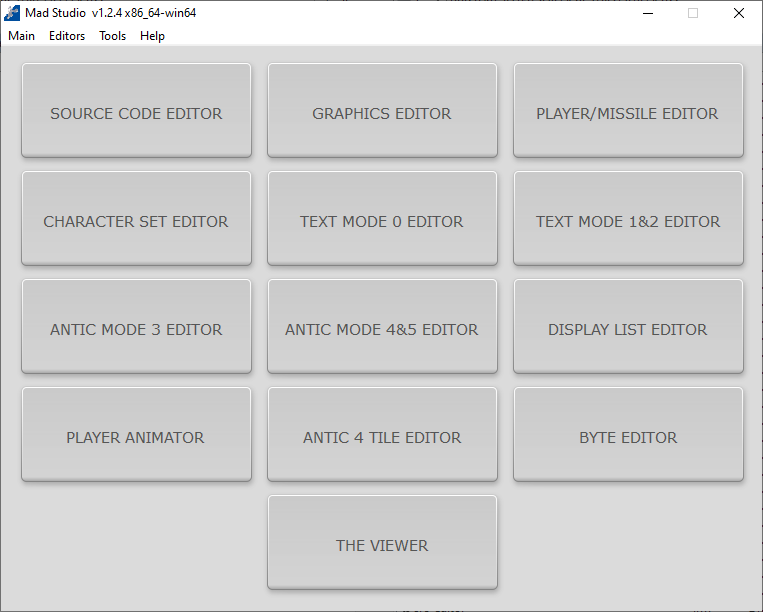 Mad Studio v1.2.4 x86_64-win64
Main Editors Tools Help
SOURCE CODE EDITOR
GRAPHICS EDITOR
PLAYER/MISSILE EDITOR
CHARACTER SET EDITOR
TEXT MODE 0 EDITOR
TEXT MODE 1&2 EDITOR
ANTIC MODE 3 EDITOR
ANTIC MODE 4&5 EDITOR
DISPLAY LIST EDITOR
PLAYER ANIMATOR
ANTIC 4 TILE EDITOR
BYTE EDITOR
THE VIEWER